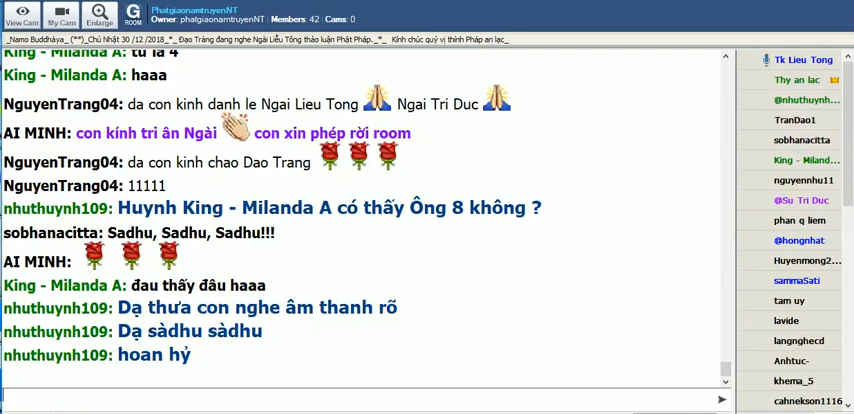 PhatgiaonamtruyenNT
Owner: phatgiaonamtruyenNT | Members: 42 | Cams: 0
View Cam
My Cam
Enlarge
G
ROOM
_Namo Buddhàya_ (**)_Chủ Nhật 30 /12 /2018_*_ Đạo Tràng đang nghe Ngài Liễu Tông thảo luận Phật Pháp._*_ Kính chúc quý vị thính Pháp an lạc_
King - Milanda A: tu la 4
King - Milanda A: haaa
NguyenTrang04: da con kinh danh le Ngai Lieu Tong Ngai Tri Duc
AI MINH: con kính tri ân Ngài con xin phép rời room
NguyenTrang04: da con kinh chao Dao Trang
NguyenTrang04: 11111
nhuthuynh109: Huynh King - Milanda A có thấy Ông 8 không ?
sobhanacitta: Sadhu, Sadhu, Sadhu!!!
AI MINH:
King - Milanda A: đau thấy đâu haaa
nhuthuynh109: Dạ thưa con nghe âm thanh rõ
nhuthuynh109: Dạ sàdhu sàdhu
nhuthuynh109: hoan hỷ
Tk Lieu Tong
Thy an lac
@nhuthuynh...
TranDao1
sobhanacitta
King - Miland...
nguyennhu11
@Su Tri Duc
phan q liem
@hongnhat
Huyenmong2...
sammaSati
tam uy
lavide
langnghecd
Anhtuc-
khema_5
cahnekson1116